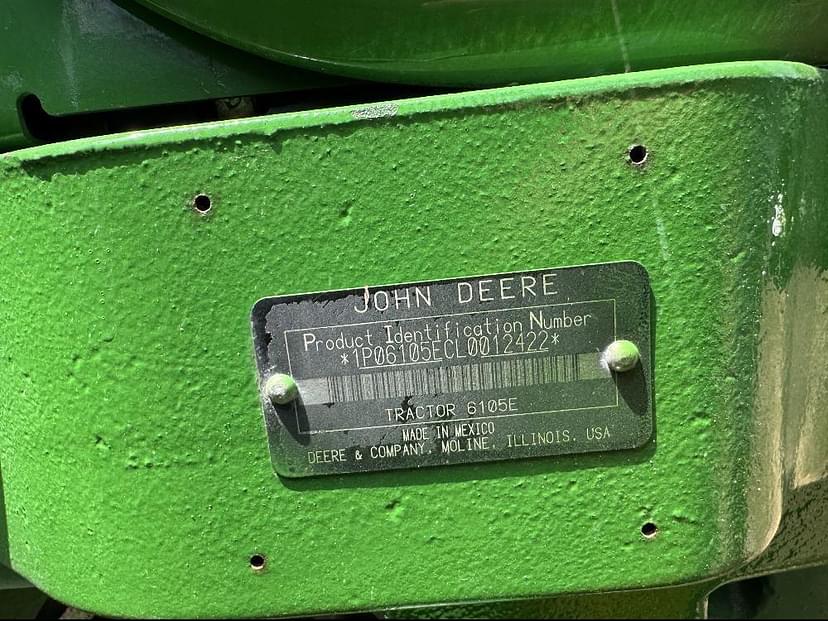 JOHN DEERE
Product Identification Number
*1P06105ECL0012422*
TRACTOR 6105E
MADE IN MEXICO
DEERE & COMPANY, MOLINE, ILLINOIS, USA